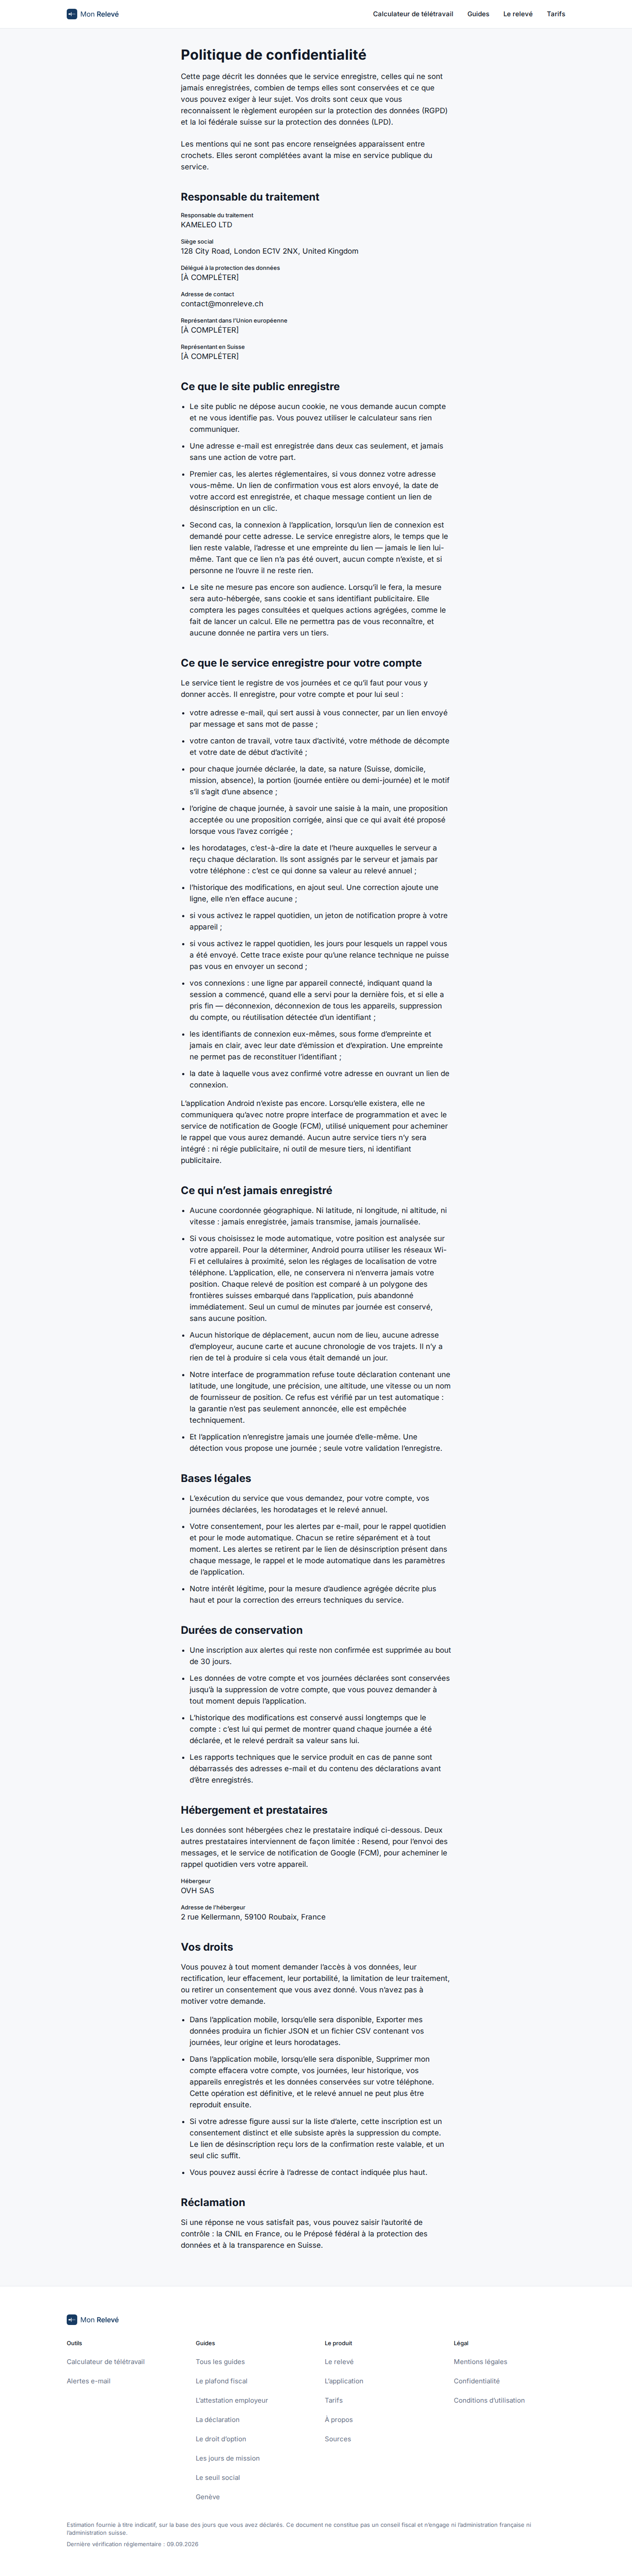 Mon Relevé
Calculateur de télétravail
Guides
Le relevé
Tarifs
Politique de confidentialité
Cette page décrit les données que le service enregistre, celles qui ne sont
jamais enregistrées, combien de temps elles sont conservées et ce que
vous pouvez exiger à leur sujet. Vos droits sont ceux que vous
reconnaissent le règlement européen sur la protection des données (RGPD)
et la loi fédérale suisse sur la protection des données (LPD).
Les mentions qui ne sont pas encore renseignées apparaissent entre
crochets. Elles seront complétées avant la mise en service publique du
service.
Responsable du traitement
Responsable du traitement
KAMELEO LTD
Siège social
128 City Road, London EC1V 2NX, United Kingdom
Délégué à la protection des données
[À COMPLÉTER]
Adresse de contact
contact@monreleve.ch
Représentant dans l’Union européenne
[À COMPLÉTER]
Représentant en Suisse
[À COMPLÉTER]
Ce que le site public enregistre
• Le site public ne dépose aucun cookie, ne vous demande aucun compte
et ne vous identifie pas. Vous pouvez utiliser le calculateur sans rien
communiquer.
• Une adresse e-mail est enregistrée dans deux cas seulement, et jamais
sans une action de votre part.
• Premier cas, les alertes réglementaires, si vous donnez votre adresse
vous-même. Un lien de confirmation vous est alors envoyé, la date de
votre accord est enregistrée, et chaque message contient un lien de
désinscription en un clic.
• Second cas, la connexion à l’application, lorsqu’un lien de connexion est
demandé pour cette adresse. Le service enregistre alors, le temps que le
lien reste valable, l’adresse et une empreinte du lien — jamais le lien lui-
même. Tant que ce lien n’a pas été ouvert, aucun compte n’existe, et si
personne ne l’ouvre il ne reste rien.
• Le site ne mesure pas encore son audience. Lorsqu’il le fera, la mesure
sera auto-hébergée, sans cookie et sans identifiant publicitaire. Elle
comptera les pages consultées et quelques actions agrégées, comme le
fait de lancer un calcul. Elle ne permettra pas de vous reconnaître, et
aucune donnée ne partira vers un tiers.
Ce que le service enregistre pour votre compte
Le service tient le registre de vos journées et ce qu’il faut pour vous y
donner accès. Il enregistre, pour votre compte et pour lui seul :
• votre adresse e-mail, qui sert aussi à vous connecter, par un lien envoyé
par message et sans mot de passe ;
• votre canton de travail, votre taux d’activité, votre méthode de décompte
et votre date de début d’activité ;
• pour chaque journée déclarée, la date, sa nature (Suisse, domicile,
mission, absence), la portion (journée entière ou demi-journée) et le motif
s’il s’agit d’une absence ;
• l’origine de chaque journée, à savoir une saisie à la main, une proposition
acceptée ou une proposition corrigée, ainsi que ce qui avait été proposé
lorsque vous l’avez corrigée ;
• les horodatages, c’est-à-dire la date et l’heure auxquelles le serveur a
reçu chaque déclaration. Ils sont assignés par le serveur et jamais par
votre téléphone : c’est ce qui donne sa valeur au relevé annuel ;
• l’historique des modifications, en ajout seul. Une correction ajoute une
ligne, elle n’en efface aucune ;
• si vous activez le rappel quotidien, un jeton de notification propre à votre
appareil ;
• si vous activez le rappel quotidien, les jours pour lesquels un rappel vous
a été envoyé. Cette trace existe pour qu’une relance technique ne puisse
pas vous en envoyer un second ;
• vos connexions : une ligne par appareil connecté, indiquant quand la
session a commencé, quand elle a servi pour la dernière fois, et si elle a
pris fin — déconnexion, déconnexion de tous les appareils, suppression
du compte, ou réutilisation détectée d’un identifiant ;
• les identifiants de connexion eux-mêmes, sous forme d’empreinte et
jamais en clair, avec leur date d’émission et d’expiration. Une empreinte
ne permet pas de reconstituer l’identifiant ;
• la date à laquelle vous avez confirmé votre adresse en ouvrant un lien de
connexion.
L’application Android n’existe pas encore. Lorsqu’elle existera, elle ne
communiquera qu’avec notre propre interface de programmation et avec le
service de notification de Google (FCM), utilisé uniquement pour acheminer
le rappel que vous aurez demandé. Aucun autre service tiers n’y sera
intégré : ni régie publicitaire, ni outil de mesure tiers, ni identifiant
publicitaire.
Ce qui n’est jamais enregistré
• Aucune coordonnée géographique. Ni latitude, ni longitude, ni altitude, ni
vitesse : jamais enregistrée, jamais transmise, jamais journalisée.
• Si vous choisissez le mode automatique, votre position est analysée sur
votre appareil. Pour la déterminer, Android pourra utiliser les réseaux Wi-
Fi et cellulaires à proximité, selon les réglages de localisation de votre
téléphone. L’application, elle, ne conservera ni n’enverra jamais votre
position. Chaque relevé de position est comparé à un polygone des
frontières suisses embarqué dans l’application, puis abandonné
immédiatement. Seul un cumul de minutes par journée est conservé,
sans aucune position.
• Aucun historique de déplacement, aucun nom de lieu, aucune adresse
d’employeur, aucune carte et aucune chronologie de vos trajets. Il n’y a
rien de tel à produire si cela vous était demandé un jour.
• Notre interface de programmation refuse toute déclaration contenant une
latitude, une longitude, une précision, une altitude, une vitesse ou un nom
de fournisseur de position. Ce refus est vérifié par un test automatique :
la garantie n’est pas seulement annoncée, elle est empêchée
techniquement.
• Et l’application n’enregistre jamais une journée d’elle-même. Une
détection vous propose une journée ; seule votre validation l’enregistre.
Bases légales
• L’exécution du service que vous demandez, pour votre compte, vos
journées déclarées, les horodatages et le relevé annuel.
• Votre consentement, pour les alertes par e-mail, pour le rappel quotidien
et pour le mode automatique. Chacun se retire séparément et à tout
moment. Les alertes se retirent par le lien de désinscription présent dans
chaque message, le rappel et le mode automatique dans les paramètres
de l’application.
• Notre intérêt légitime, pour la mesure d’audience agrégée décrite plus
haut et pour la correction des erreurs techniques du service.
Durées de conservation
• Une inscription aux alertes qui reste non confirmée est supprimée au bout
de 30 jours.
• Les données de votre compte et vos journées déclarées sont conservées
jusqu’à la suppression de votre compte, que vous pouvez demander à
tout moment depuis l’application.
• L’historique des modifications est conservé aussi longtemps que le
compte : c’est lui qui permet de montrer quand chaque journée a été
déclarée, et le relevé perdrait sa valeur sans lui.
• Les rapports techniques que le service produit en cas de panne sont
débarrassés des adresses e-mail et du contenu des déclarations avant
d’être enregistrés.
Hébergement et prestataires
Les données sont hébergées chez le prestataire indiqué ci-dessous. Deux
autres prestataires interviennent de façon limitée : Resend, pour l’envoi des
messages, et le service de notification de Google (FCM), pour acheminer le
rappel quotidien vers votre appareil.
Hébergeur
OVH SAS
Adresse de l’hébergeur
2 rue Kellermann, 59100 Roubaix, France
Vos droits
Vous pouvez à tout moment demander l’accès à vos données, leur
rectification, leur effacement, leur portabilité, la limitation de leur traitement,
ou retirer un consentement que vous avez donné. Vous n’avez pas à
motiver votre demande.
• Dans l’application mobile, lorsqu’elle sera disponible, Exporter mes
données produira un fichier JSON et un fichier CSV contenant vos
journées, leur origine et leurs horodatages.
• Dans l’application mobile, lorsqu’elle sera disponible, Supprimer mon
compte effacera votre compte, vos journées, leur historique, vos
appareils enregistrés et les données conservées sur votre téléphone.
Cette opération est définitive, et le relevé annuel ne peut plus être
reproduit ensuite.
• Si votre adresse figure aussi sur la liste d’alerte, cette inscription est un
consentement distinct et elle subsiste après la suppression du compte.
Le lien de désinscription reçu lors de la confirmation reste valable, et un
seul clic suffit.
• Vous pouvez aussi écrire à l’adresse de contact indiquée plus haut.
Réclamation
Si une réponse ne vous satisfait pas, vous pouvez saisir l’autorité de
contrôle : la CNIL en France, ou le Préposé fédéral à la protection des
données et à la transparence en Suisse.
Mon Relevé
Outils
Calculateur de télétravail
Alertes e-mail
Guides
Tous les guides
Le plafond fiscal
L’attestation employeur
La déclaration
Le droit d’option
Les jours de mission
Le seuil social
Genève
Le produit
Le relevé
L’application
Tarifs
À propos
Sources
Légal
Mentions légales
Confidentialité
Conditions d’utilisation
Estimation fournie à titre indicatif, sur la base des jours que vous avez déclarés. Ce document ne constitue pas un conseil fiscal et n’engage ni l’administration française ni
l’administration suisse.
Dernière vérification réglementaire : 09.09.2026